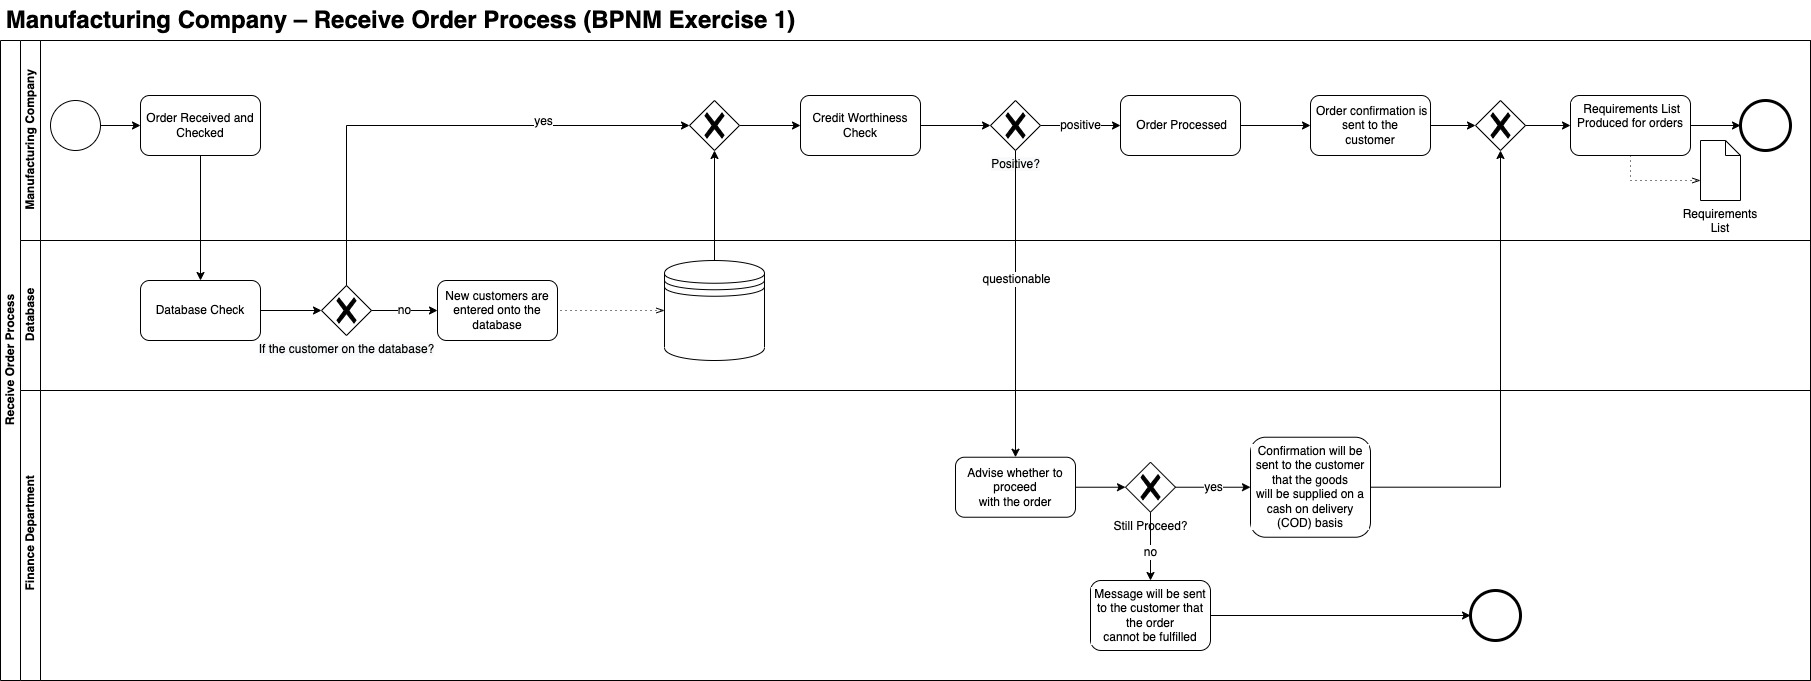 Manufacturing Company – Receive Order Process (BPNM Exercise 1)
Receive Order Process
Manufacturing Company
Order Received and
Checked
yes
Credit Worthiness
Check
Positive?
positive
Order Processed
Order confirmation is
sent to the
customer
Requirements List
Produced for orders
Requirements
List
Database
Database Check
If the customer on the database?
no
New customers are
entered onto the
database
questionable
Finance Department
Advise whether to
proceed
with the order
Still Proceed?
yes
Confirmation will be
sent to the customer
that the goods
will be supplied on a
cash on delivery
(COD) basis
no
Message will be sent
to the customer that
the order
cannot be fulfilled